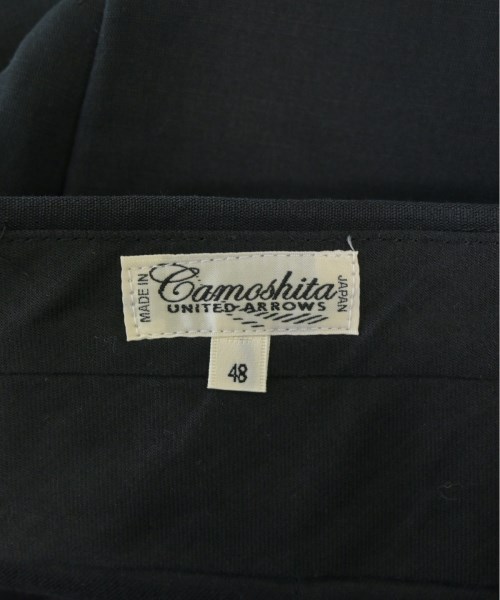 MADE IN
Camoshita
JAPAN
UNITED ARROWS
48